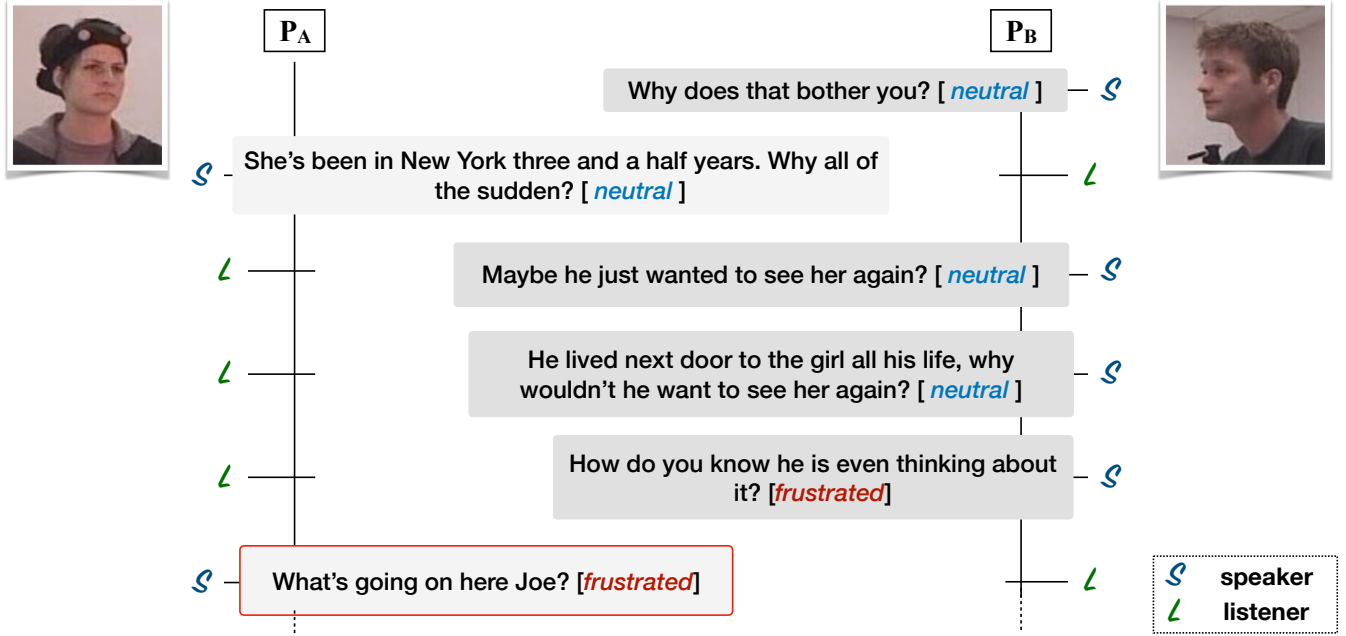 P_A
P_B
Why does that bother you? [ neutral ]
S
S
She’s been in New York three and a half years. Why all of
the sudden? [ neutral ]
L
L
Maybe he just wanted to see her again? [ neutral ]
S
L
He lived next door to the girl all his life, why
wouldn’t he want to see her again? [ neutral ]
S
L
How do you know he is even thinking about
it? [frustrated]
S
S
What’s going on here Joe? [frustrated]
L
S speaker
L listener